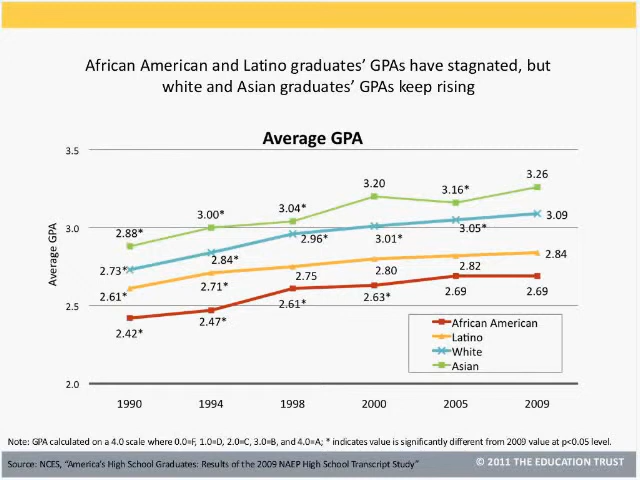 African American and Latino graduates’ GPAs have stagnated, but
white and Asian graduates’ GPAs keep rising
Average GPA
Average GPA
3.5
3.0
2.5
2.0
2.88*
3.00*
3.04*
3.20
3.16*
3.26
2.73*
2.84*
2.96*
3.01*
3.05*
3.09
2.61*
2.71*
2.75
2.80
2.82
2.84
2.42*
2.47*
2.61*
2.63*
2.69
2.69
African American
Latino
White
Asian
1990 1994 1998 2000 2005 2009
Note: GPA calculated on a 4.0 scale where 0.0=F, 1.0=D, 2.0=C, 3.0=B, and 4.0=A; * indicates value is significantly different from 2009 value at p<0.05 level.
Source: NCES, “America’s High School Graduates: Results of the 2009 NAEP High School Transcript Study”
© 2011 THE EDUCATION TRUST